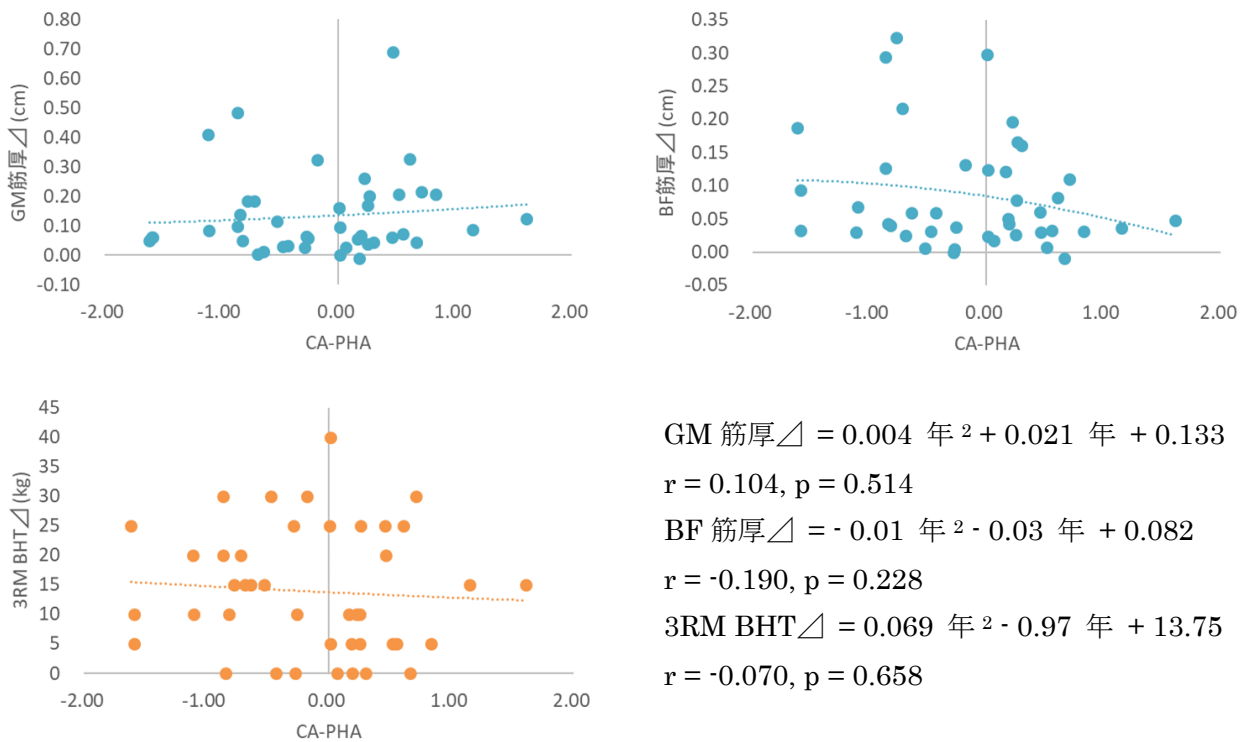 0.80
0.70
0.60
0.50
0.40
0.30
0.20
0.10
0.00
-0.10
GM筋厚⊿ (cm)
-2.00 -1.00 0.00 1.00 2.00
CA-PHA
0.35
0.30
0.25
0.20
0.15
0.10
0.05
0.00
-0.05
BF筋厚⊿ (cm)
-2.00 -1.00 0.00 1.00 2.00
CA-PHA
45
40
35
30
25
20
15
10
5
0
3RM BHT⊿ (kg)
-2.00 -1.00 0.00 1.00 2.00
CA-PHA
GM 筋厚⊿ = 0.004 年 ² + 0.021 年 + 0.133
r = 0.104, p = 0.514
BF 筋厚⊿ = - 0.01 年 ² - 0.03 年 + 0.082
r = -0.190, p = 0.228
3RM BHT⊿ = 0.069 年 ² - 0.97 年 + 13.75
r = -0.070, p = 0.658